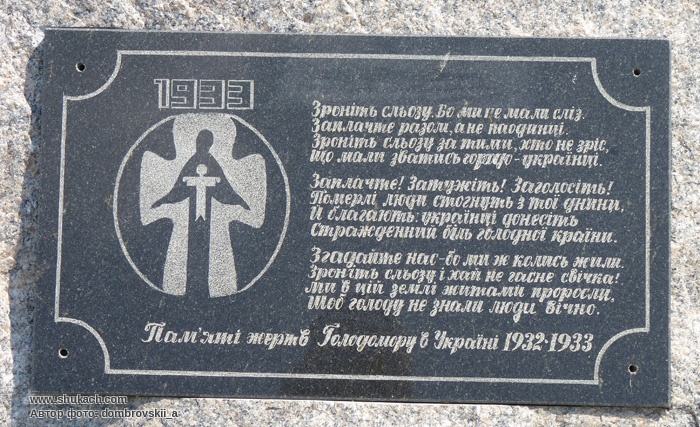 1933
Зроніть сльозу. Бо ми не мали сліз.
Заплачте разом, а не наодинці.
Зроніть сльозу за тими, хто не зріс,
Що мали зватись гордо - українці.
Заплачте! Затужіть! Заголосіть!
Померлі люди стогнуть з тої днини,
Й благають: українці донесіть
Стражденний біль голодної країни.
Згадайте нас - бо ми ж колись жили.
Зроніть сльозу і хай не гасне свічка!
Ми в цій землі житами проросли,
Щоб голоду не знали люди вічно.
Пам'яті жертв Голодомору в Україні 1932-1933
www.shukach.com
Автор фото: dombrovskii_a